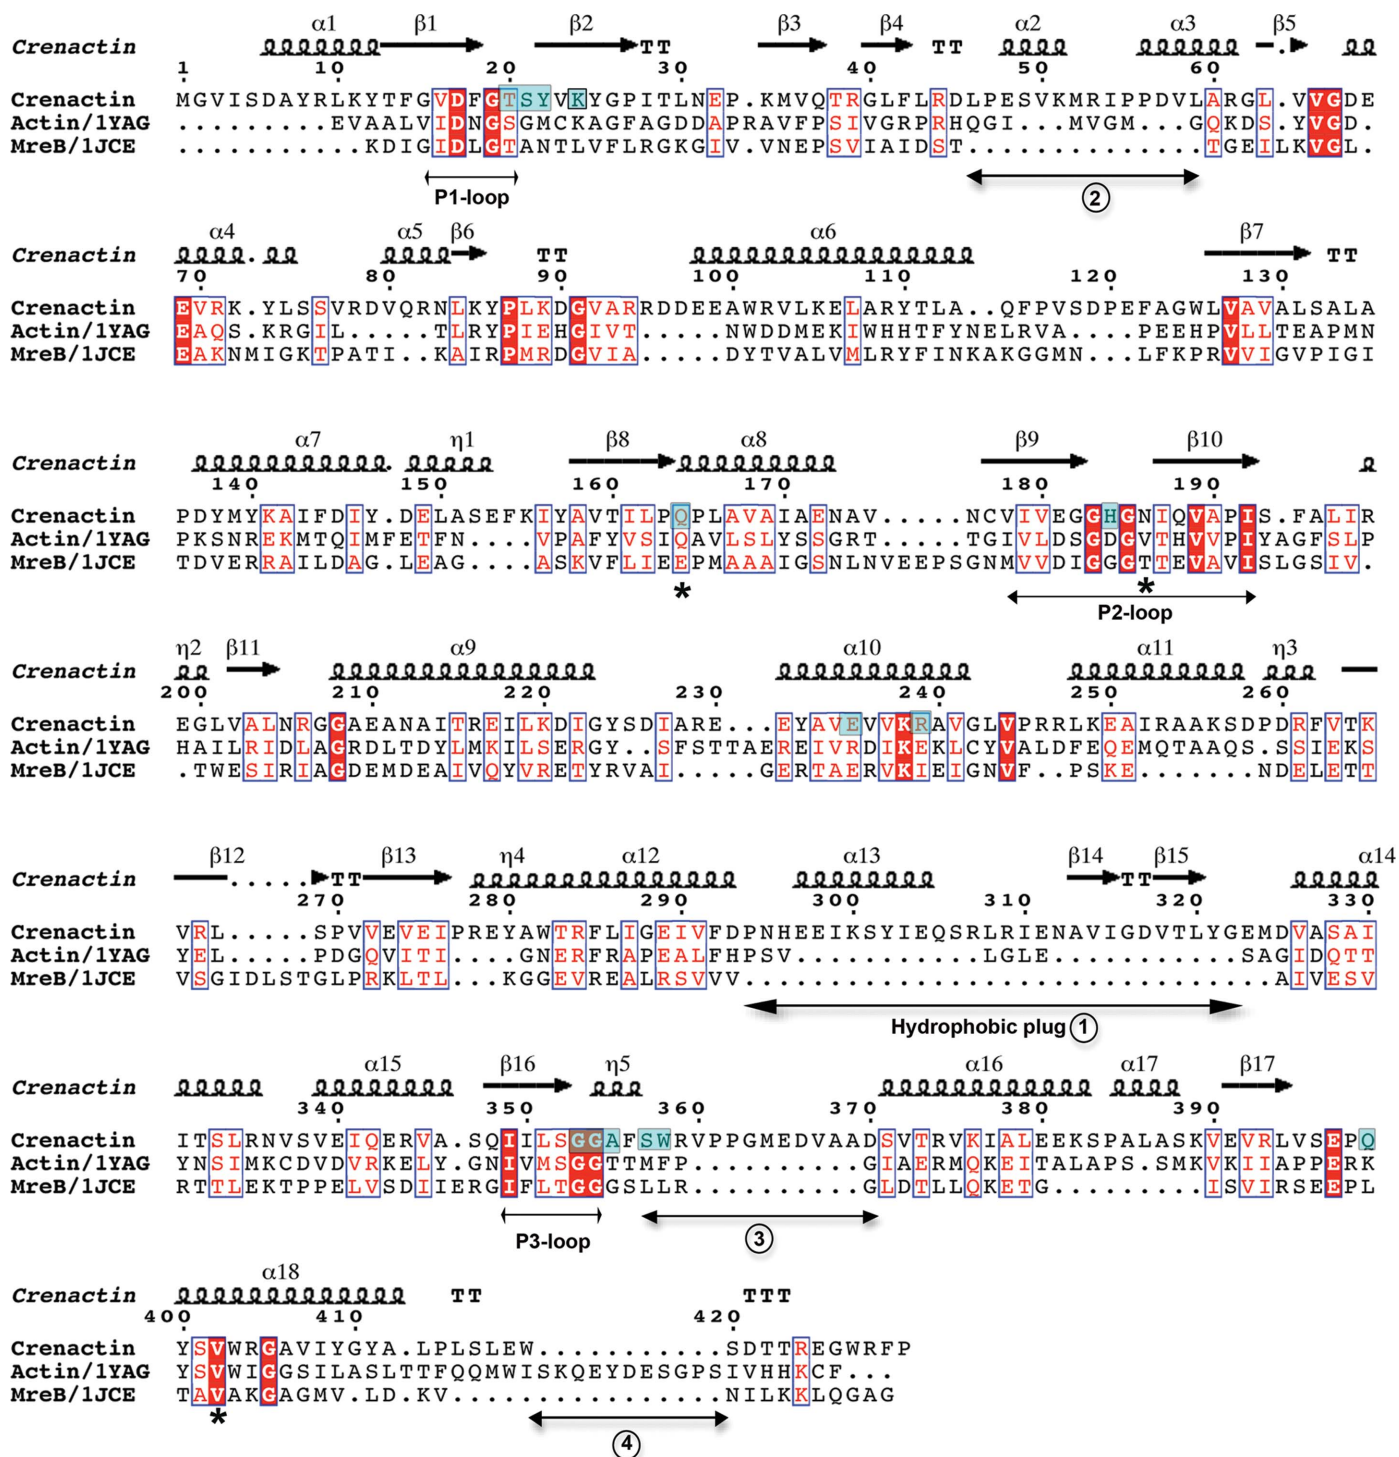 α1 β1 β2 TT β3 β4 TT α2 α3 β5
Crenactin
1 10 20 30 40 50 60
Crenactin MGVISDAYRLKYTFGVDFGTSYVKYGPITLNEP.KMVQTRGLFLRDLPESVKMRIPPDVLARGL.VVGDE
Actin/1YAG .........EVAALVIDNGSGMCKAGFAGDDAPRAVFPSIVGRPRHQGI...MVGM...GQKDS.YVGD.
MreB/1JCE ...........KDIGIDLGTANTLVFLRGKGIV.VNEPSVIAIDST..............TGEILKVGL.
P1-loop 2
α4 α5 β6 TT α6 β7 TT
Crenactin
70 80 90 100 110 120 130
Crenactin EVRK.YLSSVRDVQRNLKYPLKDGVARRDDEEAWRVLKELARYTLA..QFPVSDPEFAGWLVAVALSALA
Actin/1YAG EAQS.KRGIL.....TLRYPIEHGIVT.....NWDDMEKIWHHTFYNELRVA....PEEHPVLLTEAPMN
MreB/1JCE EAKNMIGKTPATI..KAIRPMRDGVIA.....DYTVALVMLRYFINKAKGGMN...LFKPRVVIGVPIGI
α7 η1 β8 α8 β9 β10
Crenactin
140 150 160 170 180 190
Crenactin PDYMYKAIFDIY.DELASEFKIYAVTILPQPLAVAIAENAV.....NCVIVEGGHGNIQVAPIS.FALIR
Actin/1YAG PKSNREKMTQIMFETFN....VPAFYVSIQAVLSLYSSGRT.....TGIVLDSGDGVTHVVPIYAGFSLP
MreB/1JCE TDVERRAILDAG.LEAG....ASKVFLIEEPMAAAIGSNLNVEEPSGNMVVDIGGGTTEVAVISLGSIV.
* *
P2-loop
η2 β11 α9 α10 α11 η3
Crenactin
200 210 220 230 240 250 260
Crenactin EGLVALNRGGAEANAITREILKDIGYSDIARE...EYAVEVVKRAVGLVPRRLKEAIRAAKSDPDRFVTK
Actin/1YAG HAILRIDLAGRDLTDYLMKILSERGY..SFSTTAEREIVRDIKEKLCYVALDFEQEMQTAAQS.SSIEKS
MreB/1JCE .TWESIRIAGDEMDEAIVQYVRETYRVAI.....GERTAERVKIEIGNVF..PSKE.......NDELETT
β12 TT β13 η4 α12 α13 β14 TT β15 α14
Crenactin
270 280 290 300 310 320 330
Crenactin VRL.....SPVVEVEIPREYAWTRFLIGEIVFDPNHEEIKSYIEQSRLRIENAVIGDVTLYGEMDVASAI
Actin/1YAG YEL.....PDGQVITI...GNERFRAPEALFHPSV...........LGLE...........SAGIDQTT
MreB/1JCE VSGIDLSTGLPRKLTL...KGGEVREALRSVVV...............................AIVESV
Hydrophobic plug 1
α15 β16 η5 α16 α17 β17
Crenactin
340 350 360 370 380 390
Crenactin ITSLRNVSVEIQERVA.SQIILSGGAFSWRVPPGMEDVAADSVTRVKIALEEKSPALASKVEVRLVSEPQ
Actin/1YAG YNSIMKCDVDVRKELY.GNIVMSGGTTMFP..........GIAERMQKEITALAPS.SMKVKIIAPPERK
MreB/1JCE RTTLEKTPPELVSDIIERGIFLTGGGSLLR..........GLDTLLQKETG.........ISVIRSEEPL
P3-loop 3
α18 TT TTT
Crenactin
400 410 420
Crenactin YSVWRGAVIYGYA.LPLSLEW...........SDTTREGWRFP
Actin/1YAG YSVWIGGSILASLTTFQQMWISKQEYDESGPSIVHHKCF...
MreB/1JCE TAVAKGAGMV.LD.KV................NILKKLQGAG
*
4